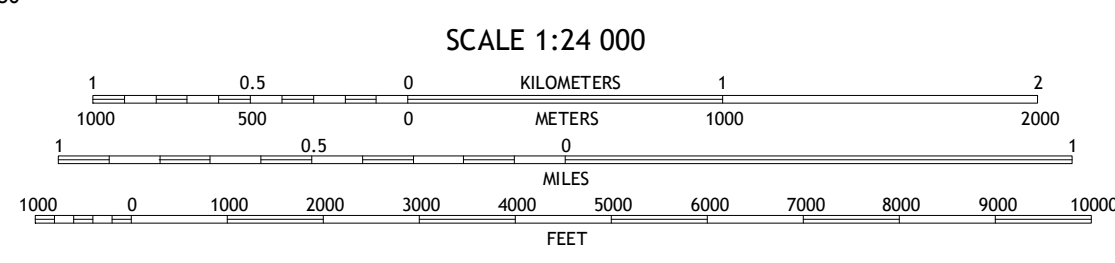 SCALE 1:24 000
1 0.5 0 KILOMETERS 1 2
1000 500 0 METERS 1000 2000
1 0.5 0 1
MILES
1000 0 1000 2000 3000 4000 5000 6000 7000 8000 9000 10000
FEET